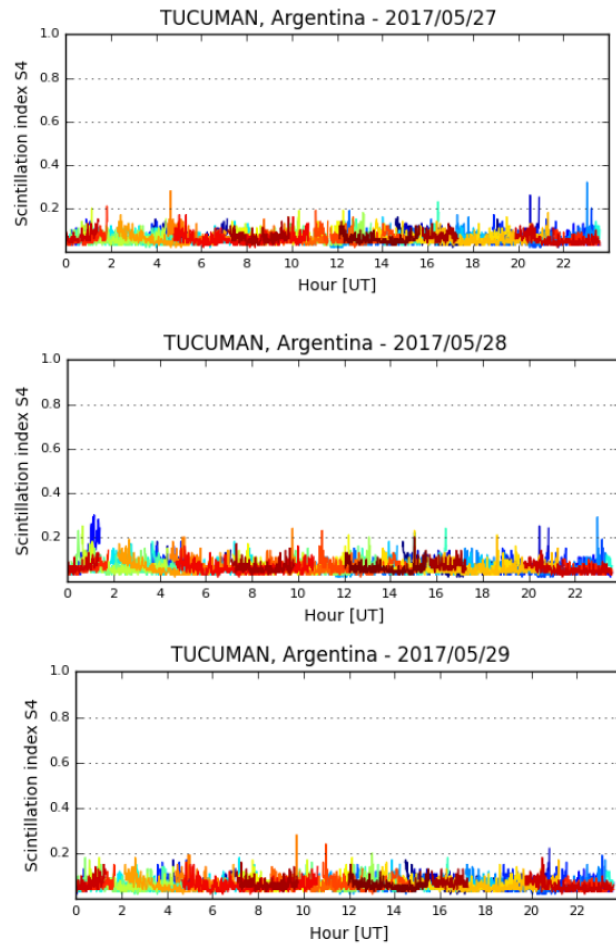 TUCUMAN, Argentina - 2017/05/27
1.0
0.8
0.6
0.4
0.2
Scintillation index S4
0 2 4 6 8 10 12 14 16 18 20 22
Hour [UT]
TUCUMAN, Argentina - 2017/05/28
1.0
0.8
0.6
0.4
0.2
Scintillation index S4
0 2 4 6 8 10 12 14 16 18 20 22
Hour [UT]
TUCUMAN, Argentina - 2017/05/29
1.0
0.8
0.6
0.4
0.2
Scintillation index S4
0 2 4 6 8 10 12 14 16 18 20 22
Hour [UT]